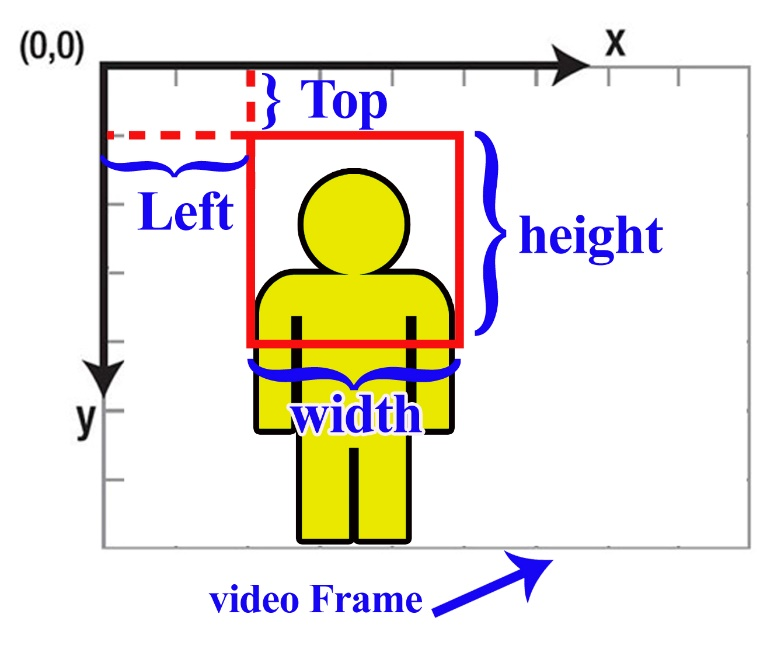 (0,0)
x
Top
Left
height
width
y
video Frame